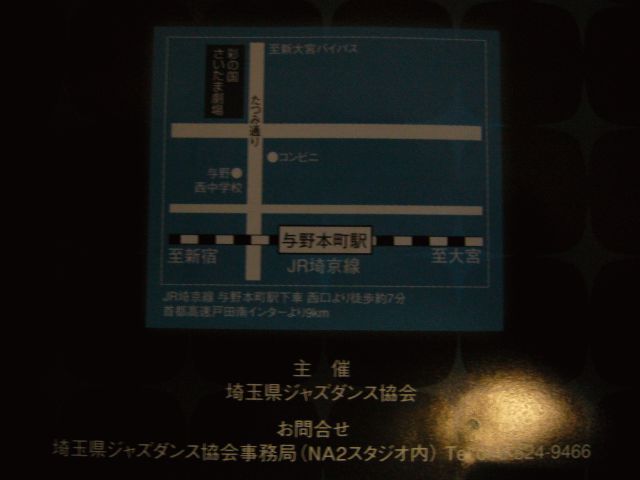 至新大宮バイパス
彩の国
さいたま劇場
たつみ通り
コンビニ
与野
西中学校
与野本町駅
至新宿
至大宮
JR埼京線
JR埼京線 与野本町駅下車 西口より徒歩約7分
首都高速戸田南インターより9km
主 催
埼玉県ジャズダンス協会
お問合せ
埼玉県ジャズダンス協会事務局(NA2スタジオ内) 524-9466